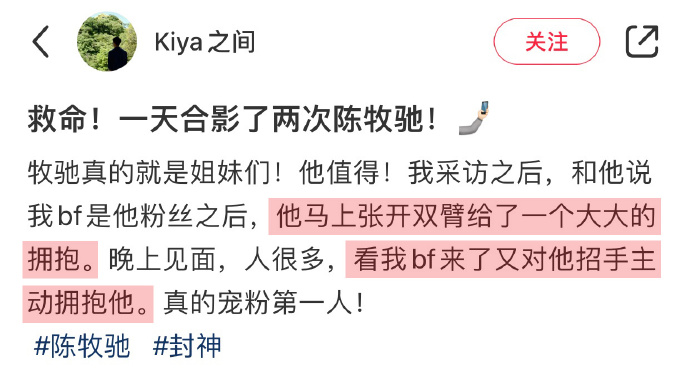 Kiya之间
关注
救命！一天合影了两次陈牧驰！🤳
牧驰真的就是姐妹们！他值得！我采访之后，和他说
我bf是他粉丝之后，他马上张开双臂给了一个大大的
拥抱。晚上见面，人很多，看我bf来了又对他招手主
动拥抱他。真的宠粉第一人！
#陈牧驰 #封神